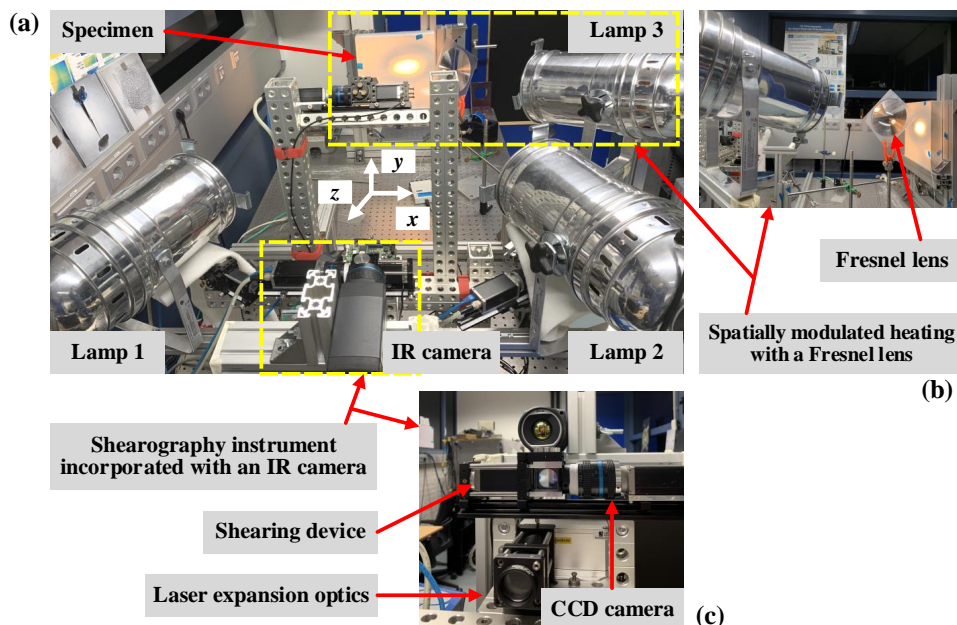 (a)
Specimen
Lamp 3
y
z
x
Lamp 1
IR camera
Lamp 2
Fresnel lens
Spatially modulated heating
with a Fresnel lens
(b)
Shearography instrument
incorporated with an IR camera
Shearing device
Laser expansion optics
CCD camera
(c)